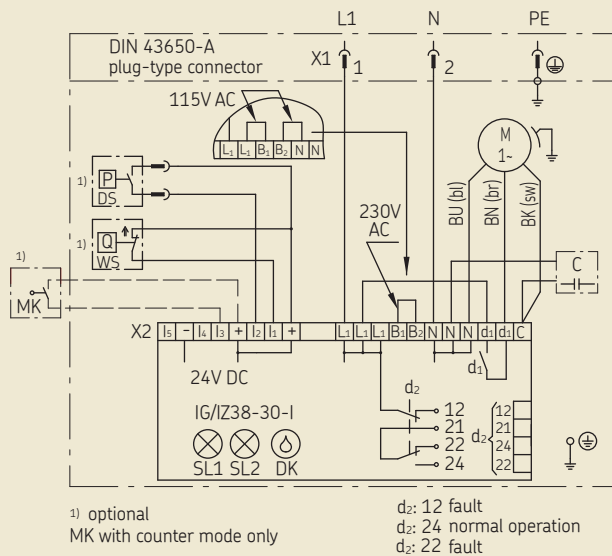 L1 N PE
DIN 43650-A
plug-type connector
X1 1 2
115V AC
L1 L1 B1 B2 N N
M
1~
1) P
DS
BU (bl)
BN (br)
BK (sw)
230V
AC
1) Q
WS
C
1)
MK
X2 I5 – I4 I3 + I2 I1 + L1 L1 L1 B1 B2 N N N d1 d1 C
24V DC
d1
d2
IG/IZ38-30-I
12
21
22
24
d2
12
21
24
22
SL1 SL2 DK
1) optional
MK with counter mode only
d2: 12 fault
d2: 24 normal operation
d2: 22 fault